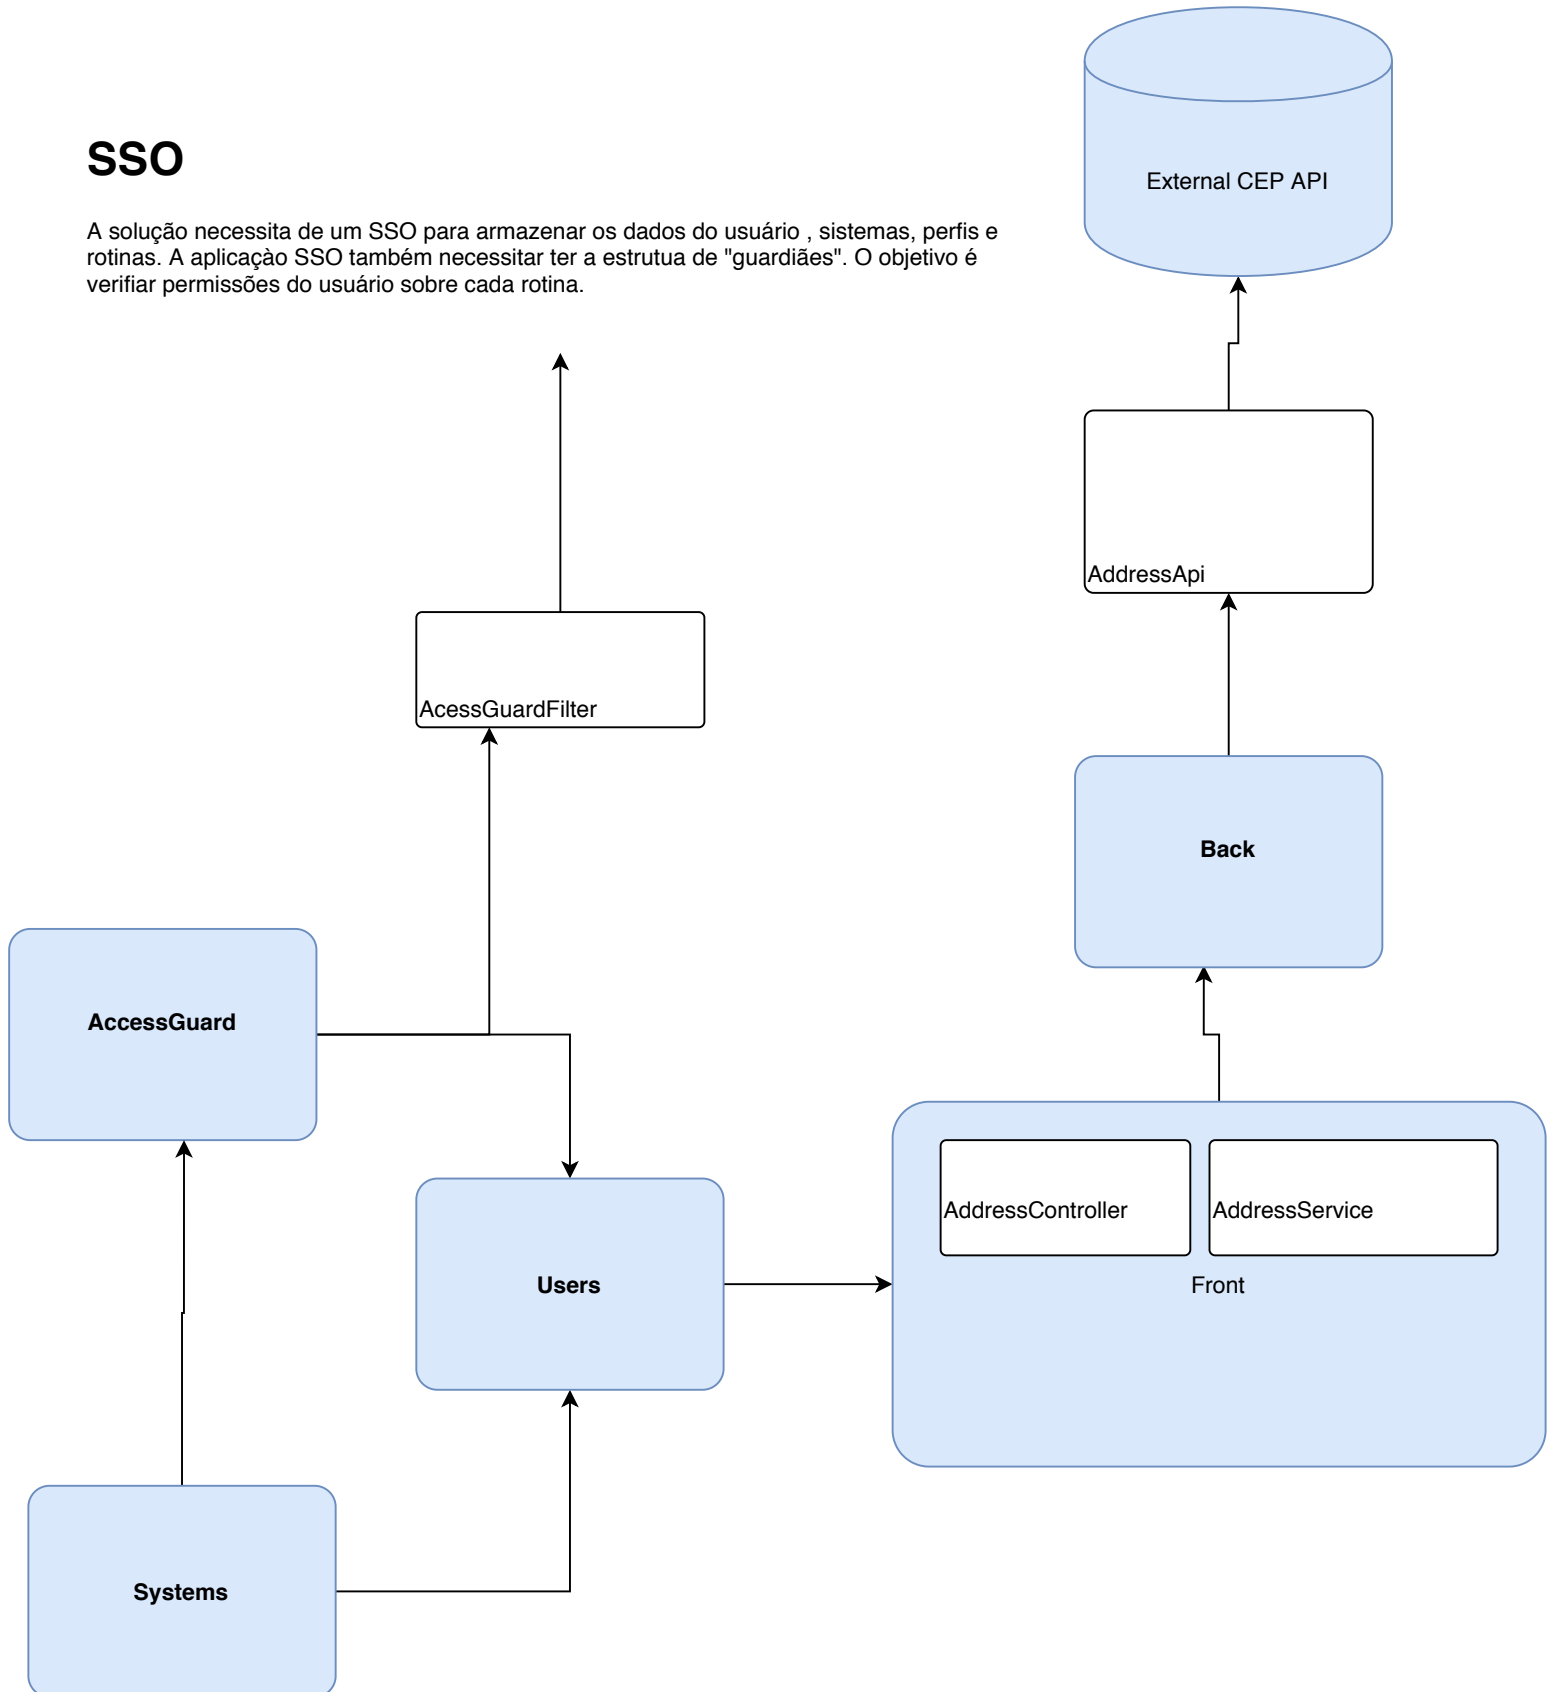 SSO
A solução necessita de um SSO para armazenar os dados do usuário , sistemas, perfis e
rotinas. A aplicaçào SSO também necessitar ter a estrutua de "guardiães". O objetivo é
verifiar permissões do usuário sobre cada rotina.
External CEP API
AddressApi
AcessGuardFilter
Back
AccessGuard
AddressController
AddressService
Users
Front
Systems